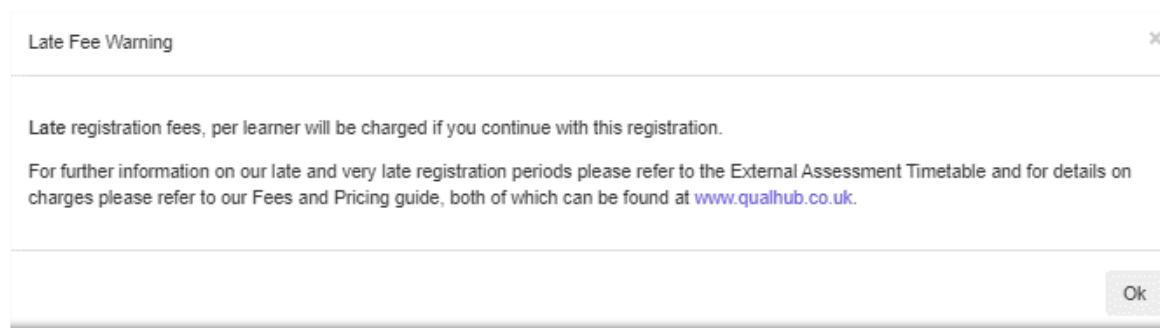 Late Fee Warning
×
Late registration fees, per learner will be charged if you continue with this registration.
For further information on our late and very late registration periods please refer to the External Assessment Timetable and for details on
charges please refer to our Fees and Pricing guide, both of which can be found at www.qualhub.co.uk.
Ok